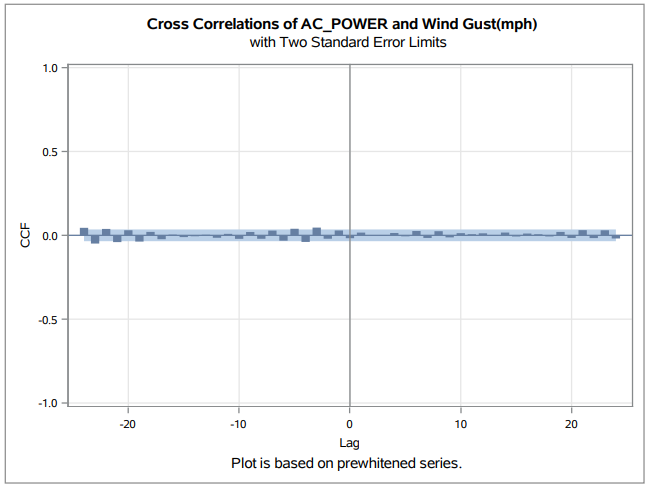 Cross Correlations of AC_POWER and Wind Gust(mph)
with Two Standard Error Limits
1.0
0.5
0.0
-0.5
-1.0
CCF
-20
-10
0
10
20
Lag
Plot is based on prewhitened series.